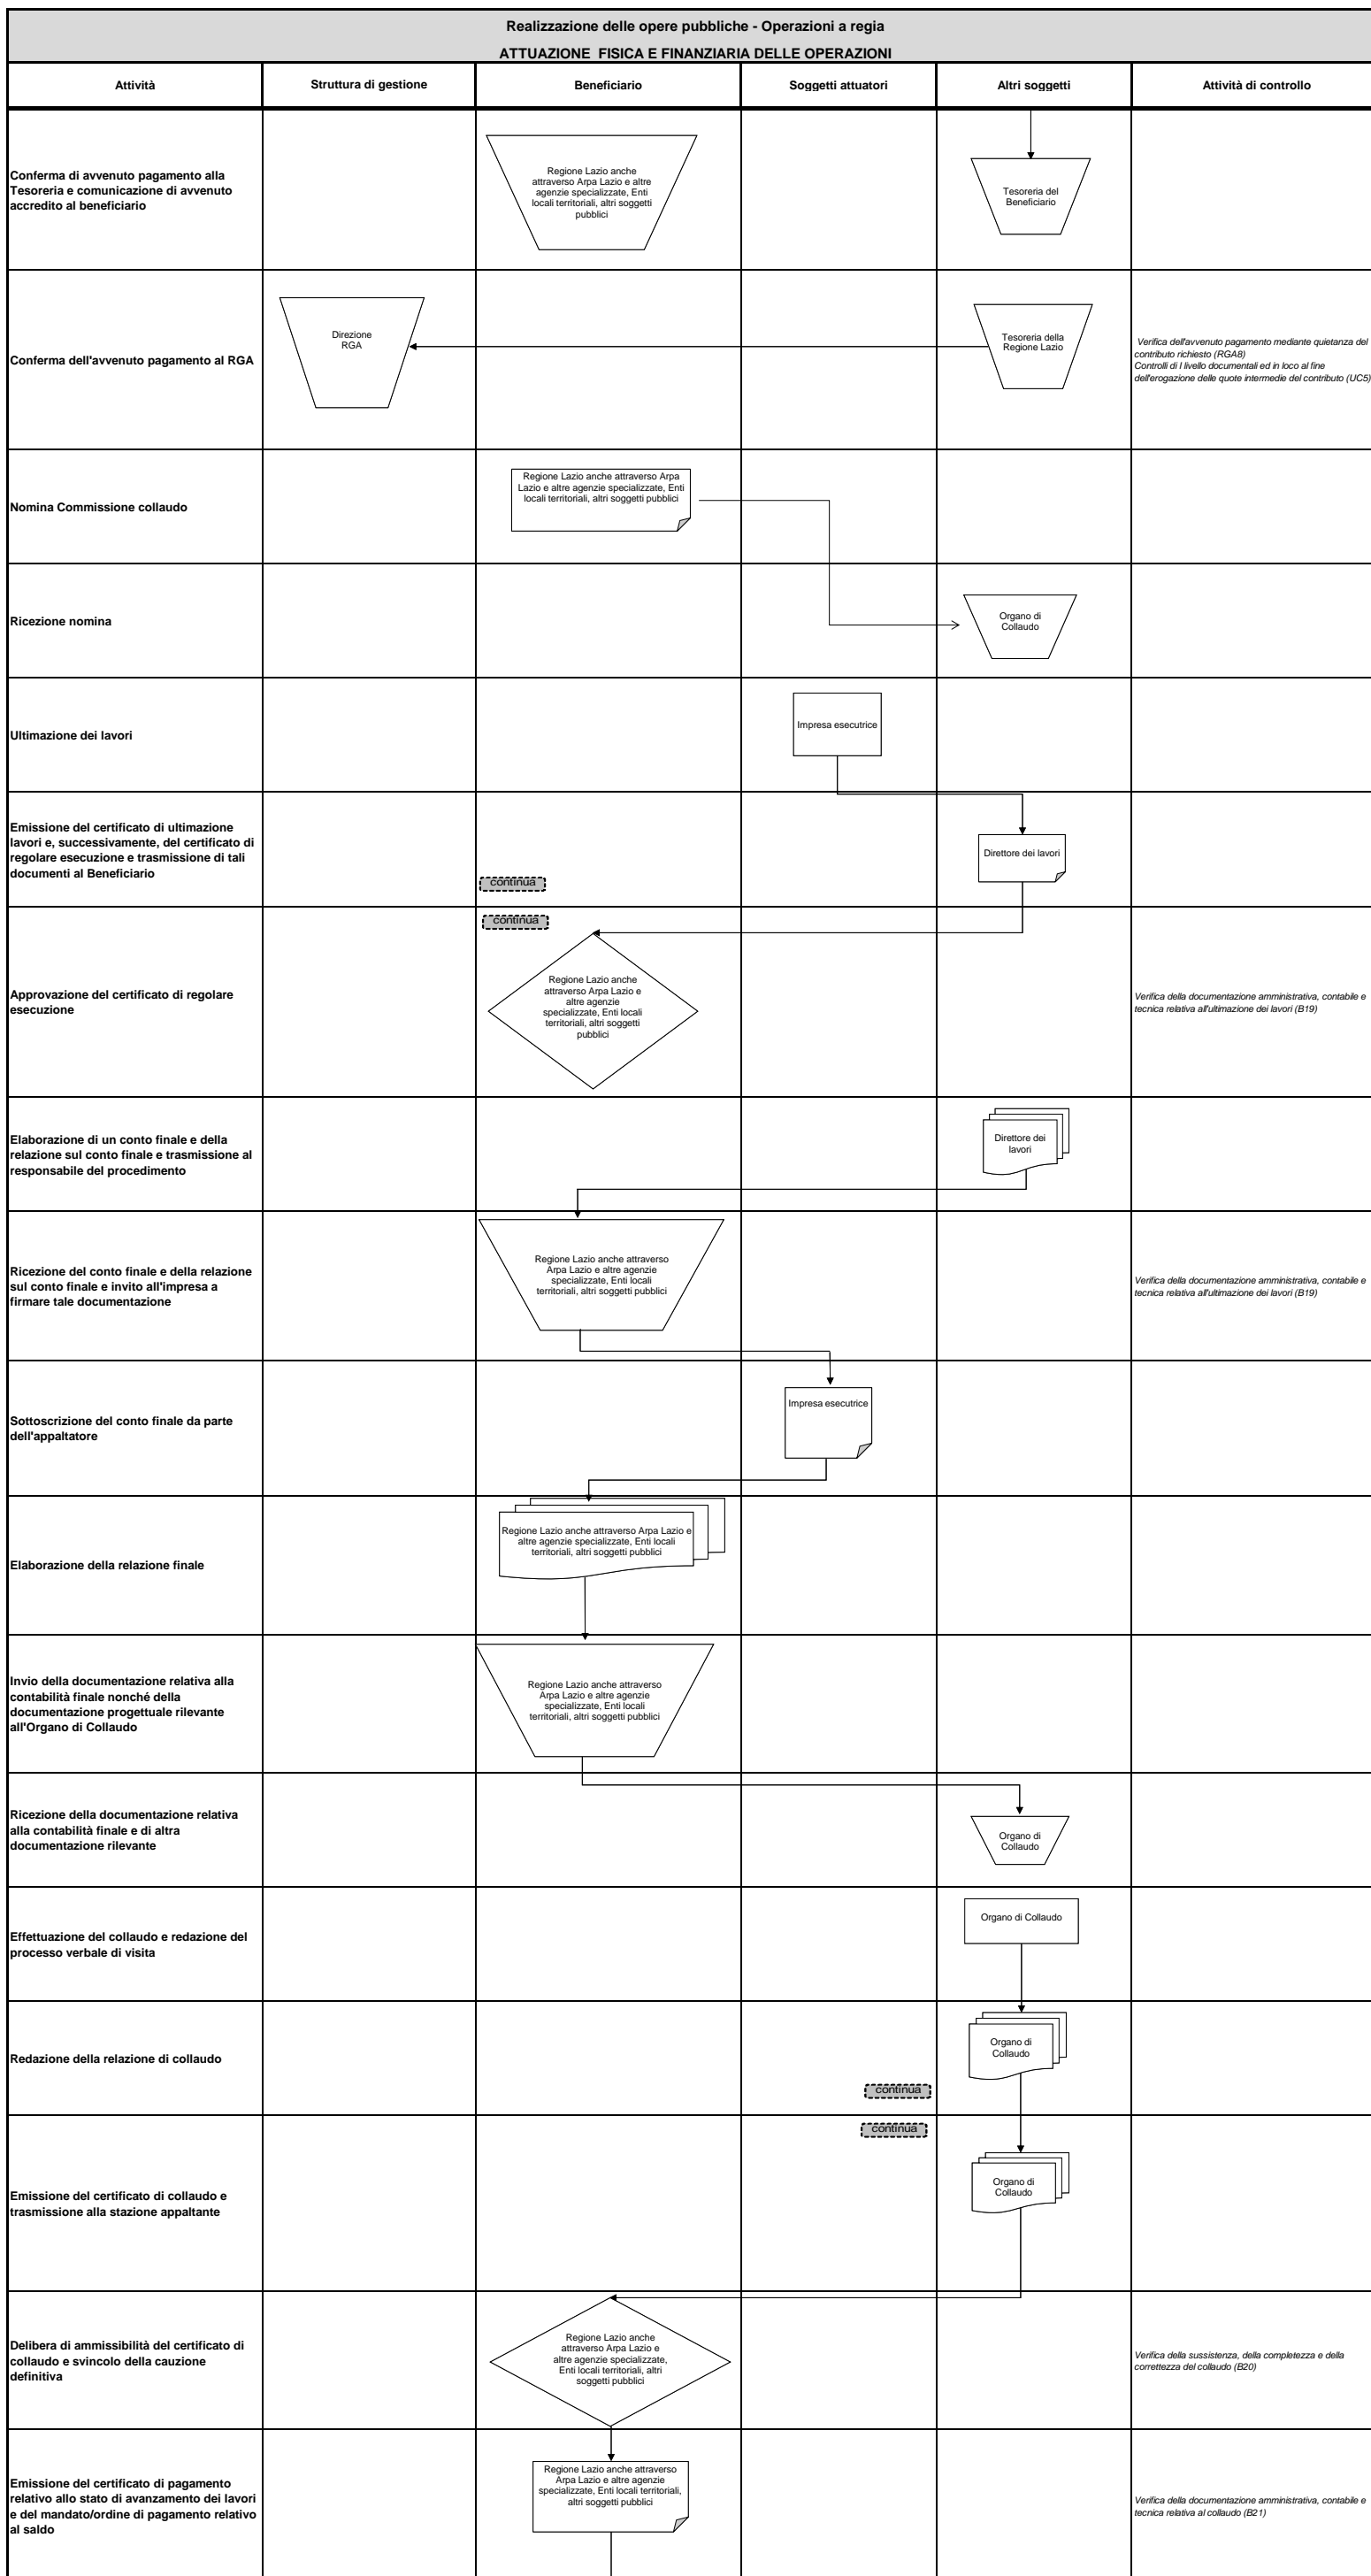 Realizzazione delle opere pubbliche - Operazioni a regia
ATTUAZIONE FISICA E FINANZIARIA DELLE OPERAZIONI
Attività
Struttura di gestione
Beneficiario
Soggetti attuatori
Altri soggetti
Attività di controllo
Conferma di avvenuto pagamento alla
Tesoreria e comunicazione di avvenuto
accredito al beneficiario
Regione Lazio anche
attraverso Arpa Lazio e altre
agenzie specializzate, Enti
locali territoriali, altri soggetti
pubblici
Tesoreria del
Beneficiario
Conferma dell'avvenuto pagamento al RGA
Direzione
RGA
Tesoreria della
Regione Lazio
Verifica dell'avvenuto pagamento mediante quietanza del
contributo richiesto (RGA8)
Controlli di I livello documentali ed in loco al fine
dell'erogazione delle quote intermedie del contributo (UC5)
Nomina Commissione collaudo
Regione Lazio anche attraverso Arpa
Lazio e altre agenzie specializzate, Enti
locali territoriali, altri soggetti pubblici
Ricezione nomina
Organo di
Collaudo
Ultimazione dei lavori
Impresa esecutrice
Emissione del certificato di ultimazione
lavori e, successivamente, del certificato di
regolare esecuzione e trasmissione di tali
documenti al Beneficiario
continua
Direttore dei lavori
continua
Approvazione del certificato di regolare
esecuzione
Regione Lazio anche
attraverso Arpa Lazio e
altre agenzie
specializzate, Enti locali
territoriali, altri soggetti
pubblici
Verifica della documentazione amministrativa, contabile e
tecnica relativa all'ultimazione dei lavori (B19)
Elaborazione di un conto finale e della
relazione sul conto finale e trasmissione al
responsabile del procedimento
Direttore dei
lavori
Ricezione del conto finale e della relazione
sul conto finale e invito all'impresa a
firmare tale documentazione
Regione Lazio anche attraverso
Arpa Lazio e altre agenzie
specializzate, Enti locali
territoriali, altri soggetti pubblici
Verifica della documentazione amministrativa, contabile e
tecnica relativa all'ultimazione dei lavori (B19)
Sottoscrizione del conto finale da parte
dell'appaltatore
Impresa esecutrice
Elaborazione della relazione finale
Regione Lazio anche attraverso Arpa Lazio e
altre agenzie specializzate, Enti locali
territoriali, altri soggetti pubblici
Invio della documentazione relativa alla
contabilità finale nonché della
documentazione progettuale rilevante
all'Organo di Collaudo
Regione Lazio anche attraverso
Arpa Lazio e altre agenzie
specializzate, Enti locali
territoriali, altri soggetti pubblici
Ricezione della documentazione relativa
alla contabilità finale e di altra
documentazione rilevante
Organo di
Collaudo
Effettuazione del collaudo e redazione del
processo verbale di visita
Organo di Collaudo
Redazione della relazione di collaudo
Organo di
Collaudo
continua
continua
Emissione del certificato di collaudo e
trasmissione alla stazione appaltante
Organo di
Collaudo
Delibera di ammissibilità del certificato di
collaudo e svincolo della cauzione
definitiva
Regione Lazio anche
attraverso Arpa Lazio e
altre agenzie specializzate,
Enti locali territoriali, altri
soggetti pubblici
Verifica della sussistenza, della completezza e della
correttezza del collaudo (B20)
Emissione del certificato di pagamento
relativo allo stato di avanzamento dei lavori
e del mandato/ordine di pagamento relativo
al saldo
Regione Lazio anche attraverso
Arpa Lazio e altre agenzie
specializzate, Enti locali territoriali,
altri soggetti pubblici
Verifica della documentazione amministrativa, contabile e
tecnica relativa al collaudo (B21)